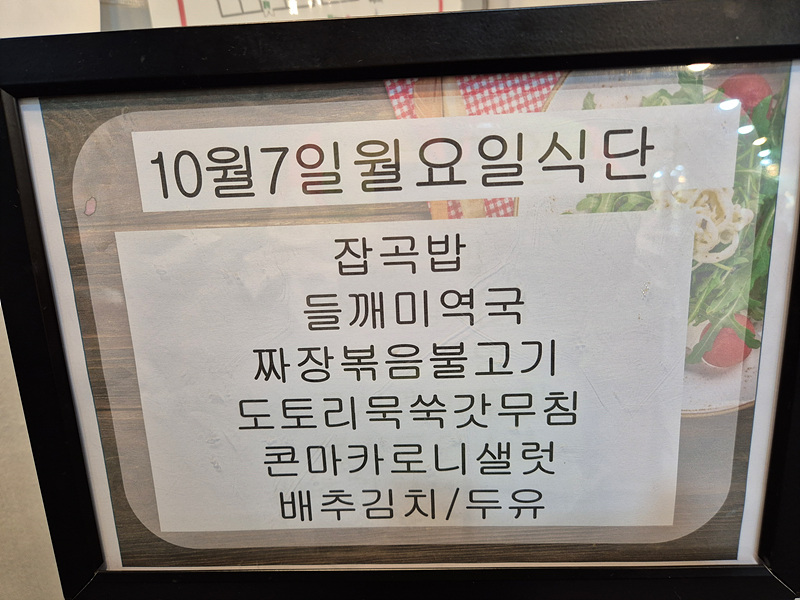 10월7일월요일식단
잡곡밥
들깨미역국
짜장볶음불고기
도토리묵쑥갓무침
콘마카로니샐럿
배추김치/두유